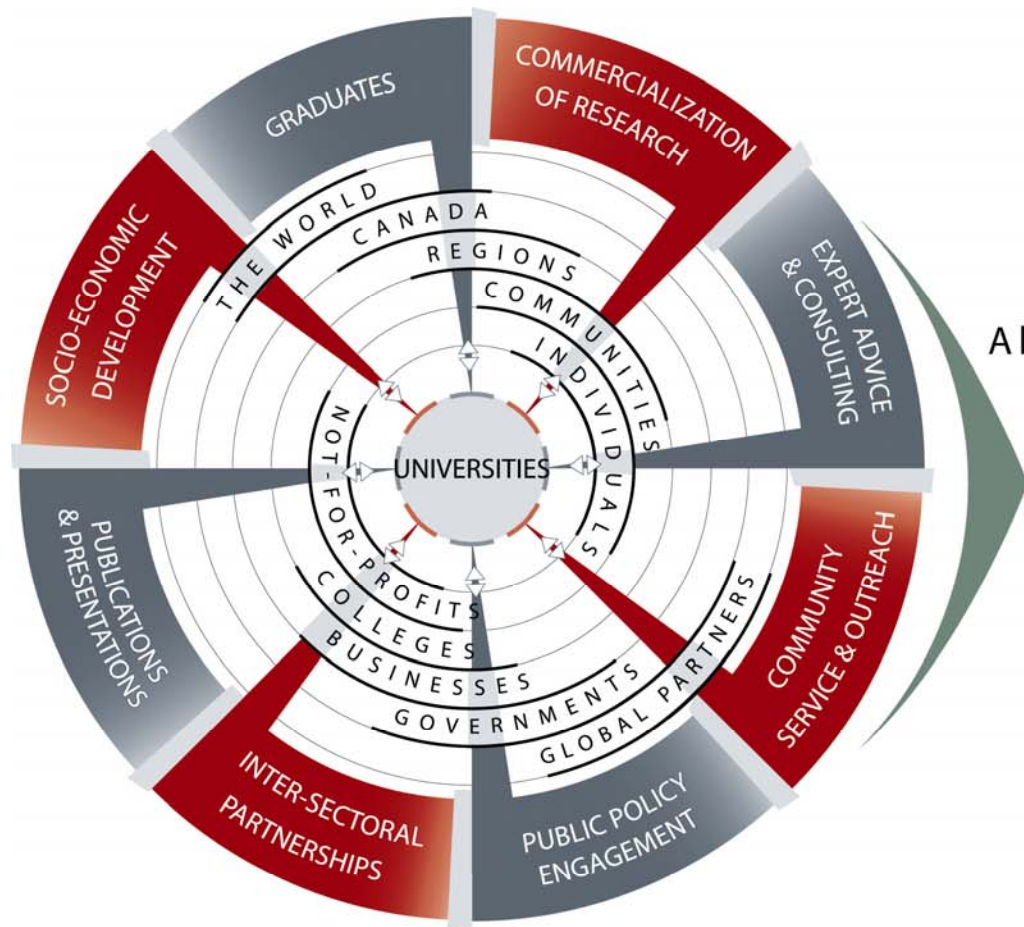 GRADUATES
COMMERCIALIZATION
OF RESEARCH
EXPERT ADVICE
& CONSULTING
COMMUNITY
SERVICE & OUTREACH
PUBLIC POLICY
ENGAGEMENT
INTER-SECTORAL
PARTNERSHIPS
PUBLICATIONS
& PRESENTATIONS
SOCIO-ECONOMIC
DEVELOPMENT
THE WORLD
CANADA
REGIONS
COMMUNITIES
INDIVIDUALS
UNIVERSITIES
NOT-FOR-PROFITS
COLLEGES
BUSINESSES
GOVERNMENTS
GLOBAL PARTNERS